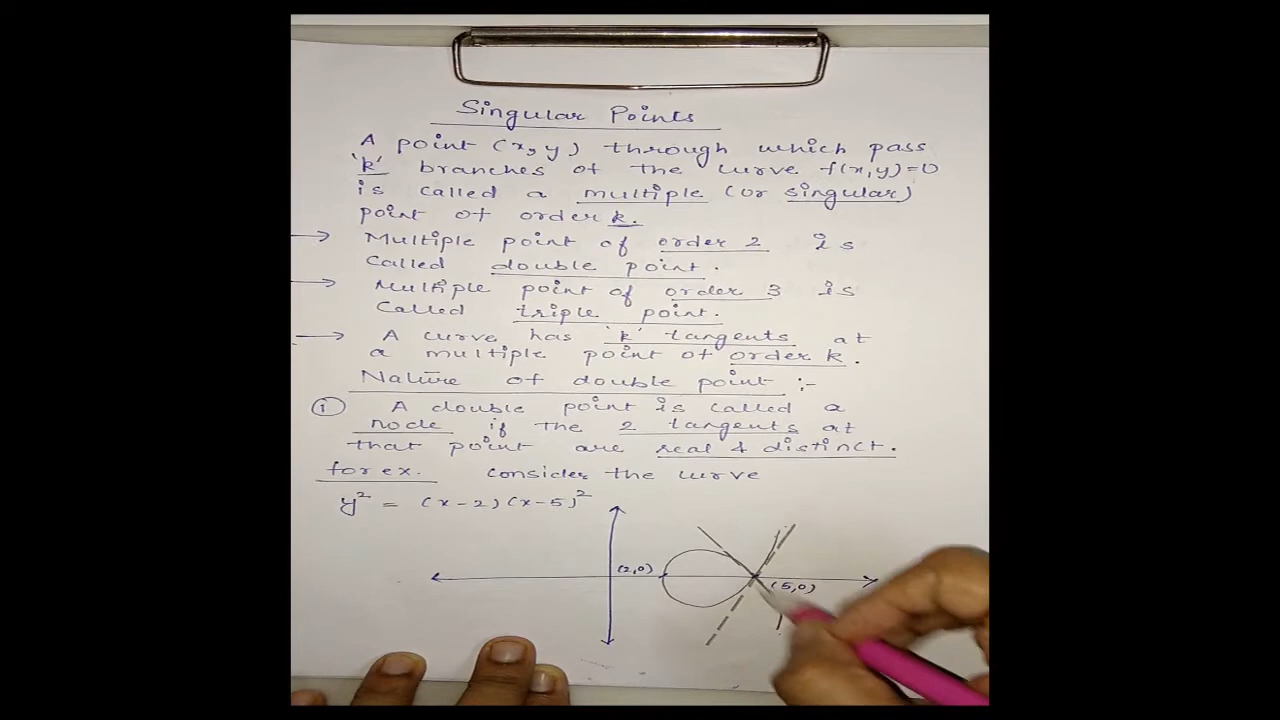 Singular Points
A point (x, y) through which pass
'k' branches of the curve f(x,y)=0
is called a multiple (or singular)
point of order k.
→ Multiple point of order 2 is
called double point.
→ Multiple point of order 3 is
called triple point.
→ A curve has 'k' tangents at
a multiple point of order k.
Nature of double point :-
(i) A double point is called a
node if the 2 tangents at
that point are real & distinct.
for ex. consider the curve
y² = (x-2)(x-5)²
(2,0)
(5,0)